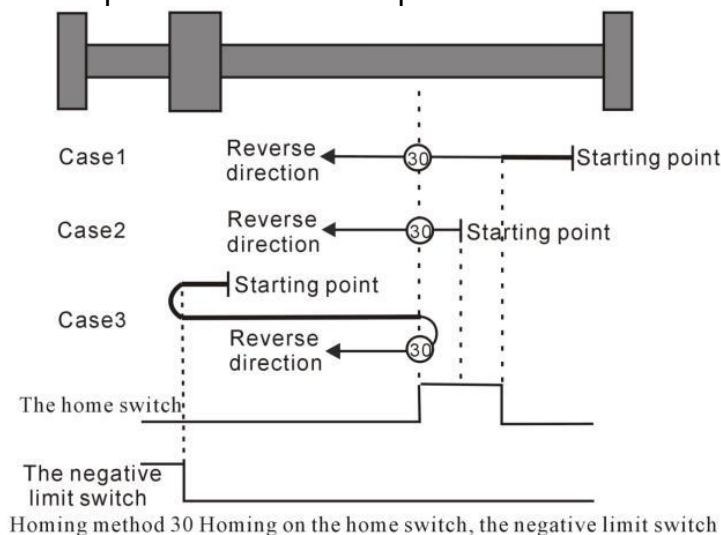 Case1
Reverse
direction
30
Starting point
Case2
Reverse
direction
30
Starting point
Starting point
Case3
Reverse
direction
30
The home switch
The negative
limit switch
Homing method 30 Homing on the home switch, the negative limit switch